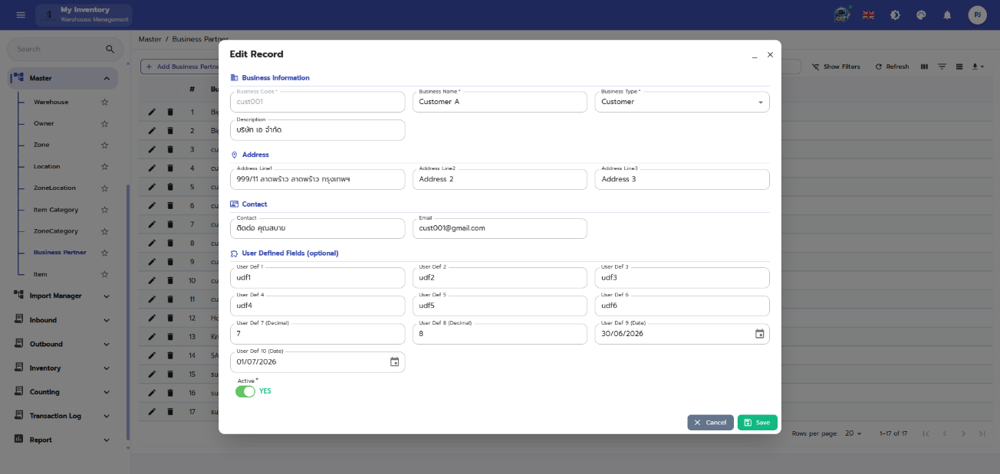 My Inventory
Warehouse Management
PJ
Search
Master / Business Partner
Add Business Partne
Show Filters
Refresh
Master
Warehouse
Owner
Zone
Location
ZoneLocation
Item Category
ZoneCategory
Business Partner
Item
Import Manager
Inbound
Outbound
Inventory
Counting
Transaction Log
Report
# Bu
1 Big
2 Big
3 cu
4 cu
5 cu
6 cu
7 cu
8 cu
9 cu
10 cu
11 cu
12 Ho
13 Kri
14 SA
15 su
16 su
17 su
Edit Record
Business Information
Business Code *
cust001
Business Name *
Customer A
Business Type *
Customer
Description
บริษัท เอ จำกัด
Address
Address Line1
999/11 ลาดพร้าว ลาดพร้าว กรุงเทพฯ
Address Line2
Address 2
Address Line3
Address 3
Contact
Contact
ติดต่อ คุณสบาย
Email
cust001@gmail.com
User Defined Fields (optional)
User Def 1
udf1
User Def 2
udf2
User Def 3
udf3
User Def 4
udf4
User Def 5
udf5
User Def 6
udf6
User Def 7 (Decimal)
7
User Def 8 (Decimal)
8
User Def 9 (Date)
30/06/2026
User Def 10 (Date)
01/07/2026
Active *
YES
Cancel
Save
Rows per page: 20
1–17 of 17